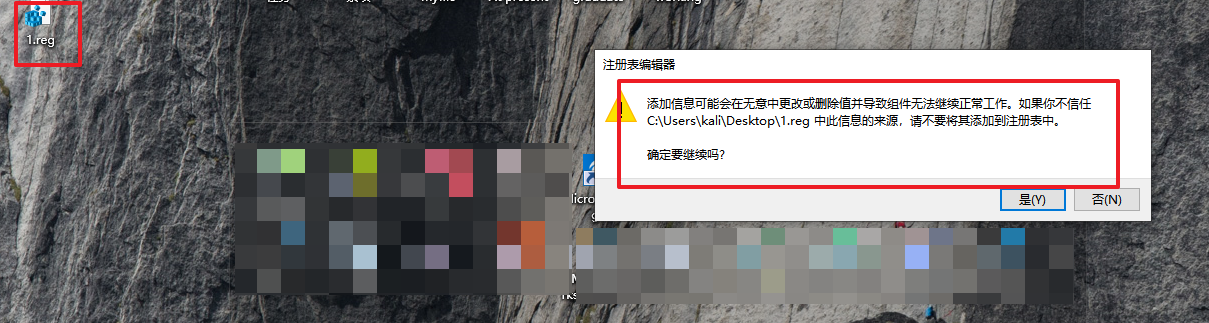 1.reg
注册表编辑器
添加信息可能会在无意中更改或删除值并导致组件无法继续正常工作。如果你不信任
C:\Users\kali\Desktop\1.reg 中此信息的来源，请不要将其添加到注册表中。
确定要继续吗?
是(Y)
否(N)